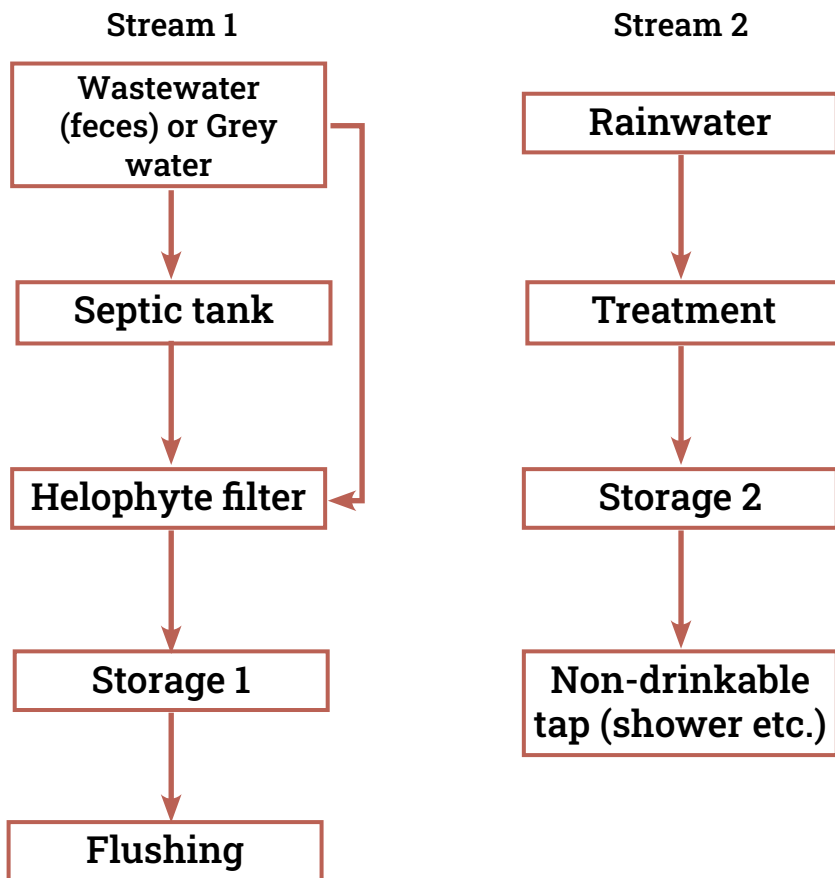 Stream 1
Wastewater
(feces) or Grey
water
Septic tank
Helophyte filter
Storage 1
Flushing
Stream 2
Rainwater
Treatment
Storage 2
Non-drinkable
tap (shower etc.)